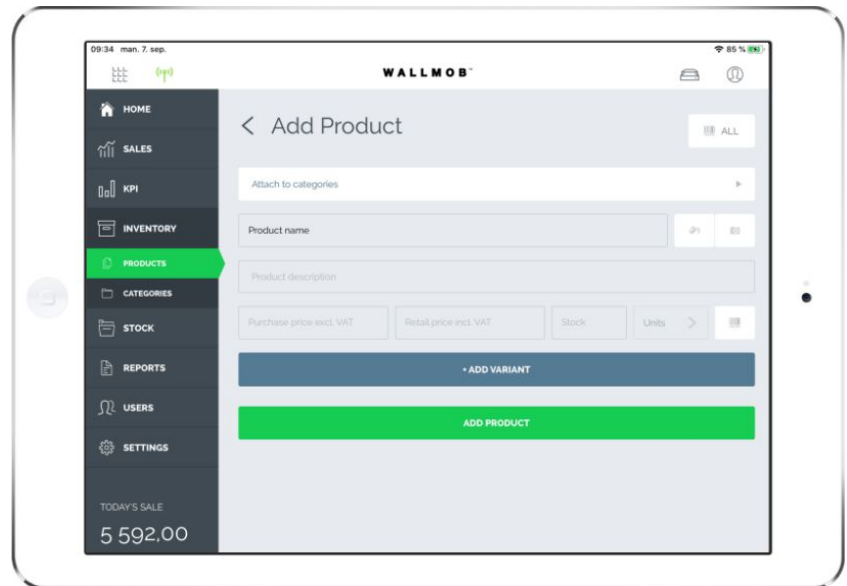 09:34 man. 7. sep.
85 %
WALLMOB™
HOME
SALES
KPI
INVENTORY
PRODUCTS
CATEGORIES
STOCK
REPORTS
USERS
SETTINGS
TODAY'S SALE
5 592,00
Add Product
ALL
Attach to categories
Product name
Product description
Purchase price excl. VAT
Retail price incl. VAT
Stock
Units
+ ADD VARIANT
ADD PRODUCT